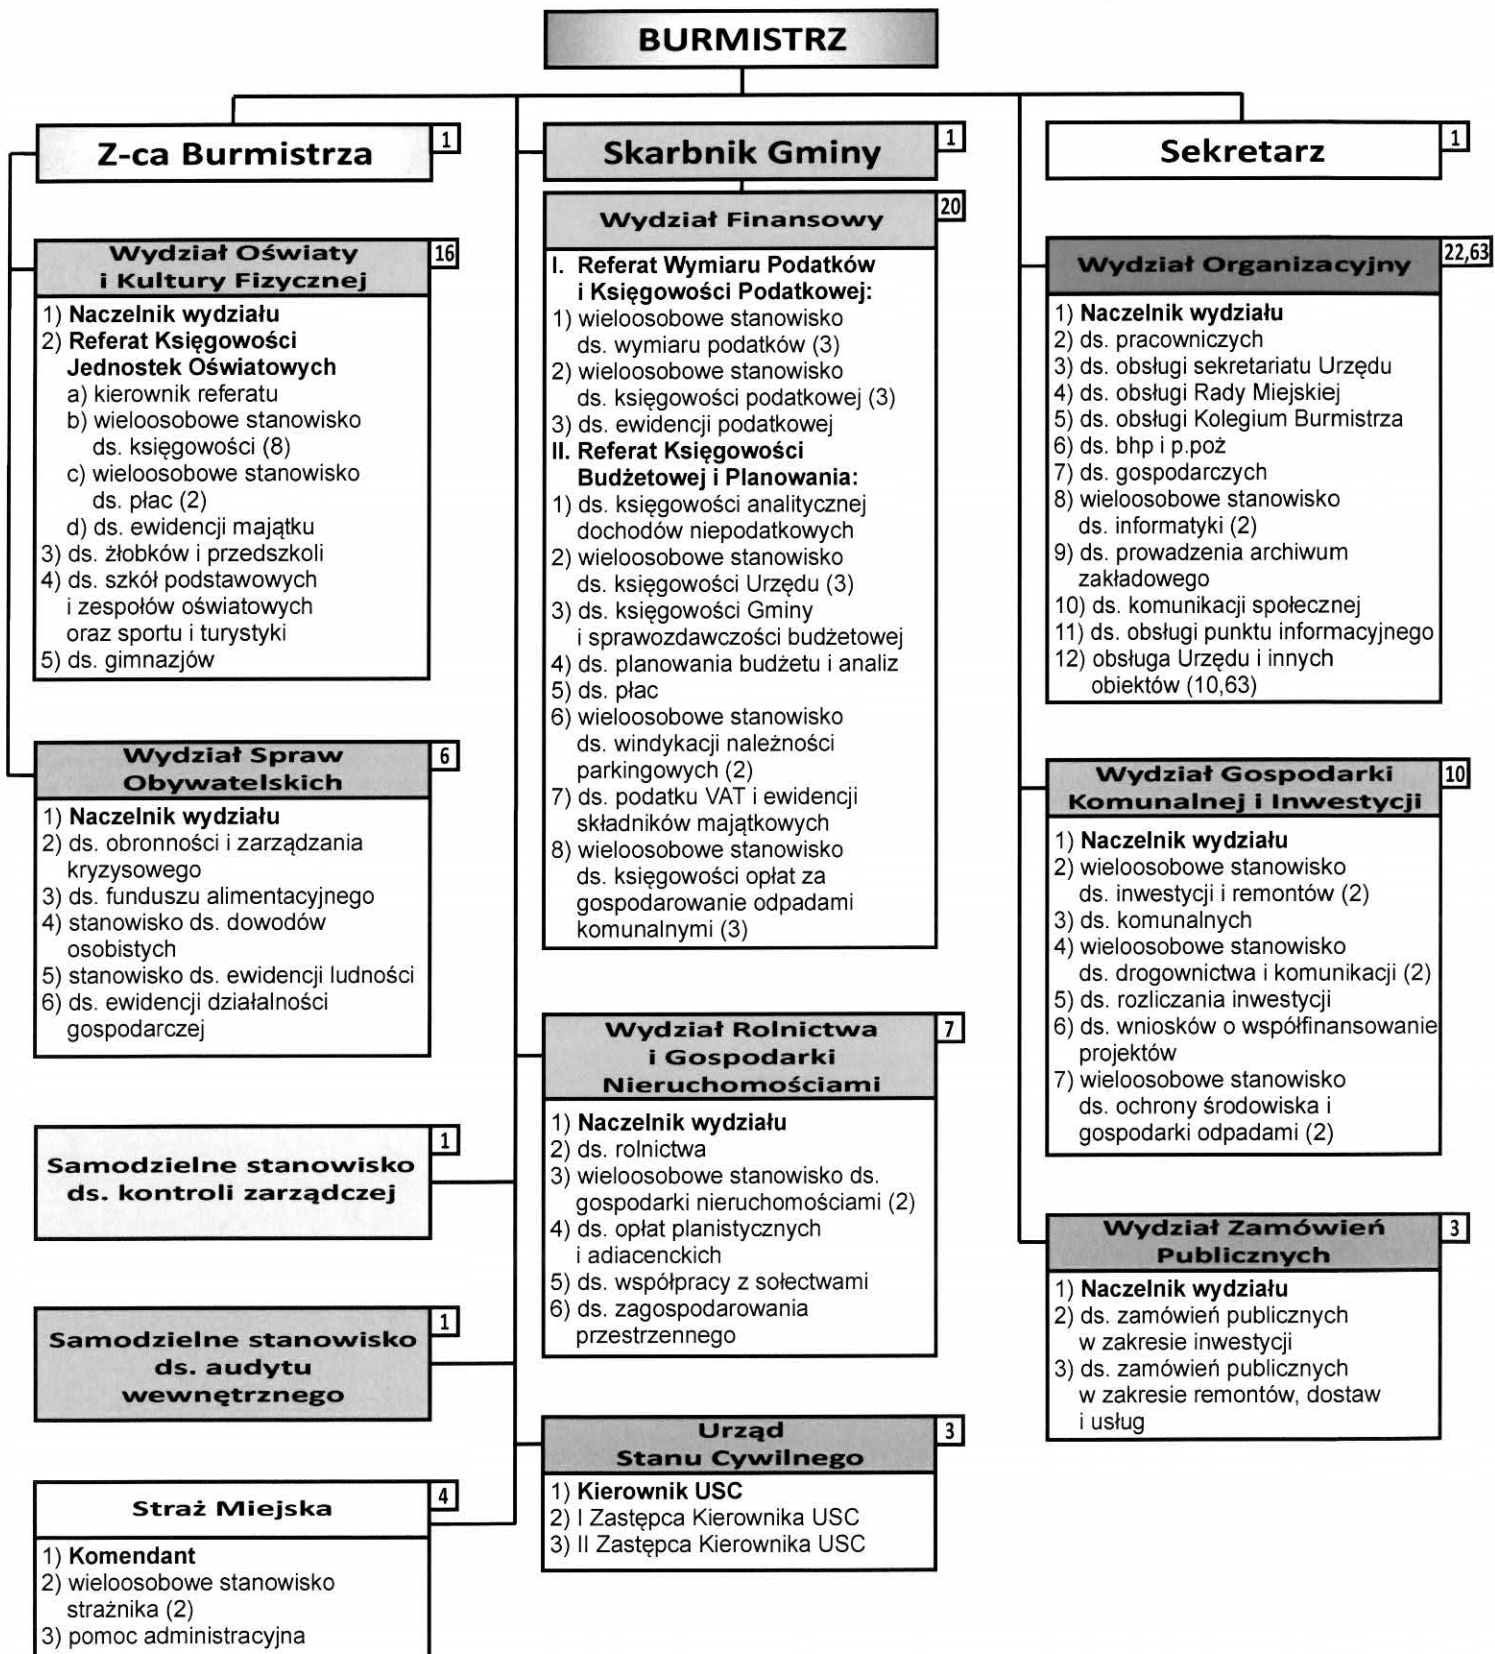 BURMISTRZ
Z-ca Burmistrza
1
Wydział Oświaty
i Kultury Fizycznej
16
1) Naczelnik wydziału
2) Referat Księgowości
Jednostek Oświatowych
a) kierownik referatu
b) wieloosobowe stanowisko
ds. księgowości (8)
c) wieloosobowe stanowisko
ds. płac (2)
d) ds. ewidencji majątku
3) ds. żłobków i przedszkoli
4) ds. szkół podstawowych
i zespołów oświatowych
oraz sportu i turystyki
5) ds. gimnazjów
Wydział Spraw
Obywatelskich
6
1) Naczelnik wydziału
2) ds. obronności i zarządzania
kryzysowego
3) ds. funduszu alimentacyjnego
4) stanowisko ds. dowodów
osobistych
5) stanowisko ds. ewidencji ludności
6) ds. ewidencji działalności
gospodarczej
Samodzielne stanowisko
ds. kontroli zarządczej
1
Samodzielne stanowisko
ds. audytu
wewnętrznego
1
Straż Miejska
4
1) Komendant
2) wieloosobowe stanowisko
strażnika (2)
3) pomoc administracyjna
Skarbnik Gminy
1
Wydział Finansowy
20
I. Referat Wymiaru Podatków
i Księgowości Podatkowej:
1) wieloosobowe stanowisko
ds. wymiaru podatków (3)
2) wieloosobowe stanowisko
ds. księgowości podatkowej (3)
3) ds. ewidencji podatkowej
II. Referat Księgowości
Budżetowej i Planowania:
1) ds. księgowości analitycznej
dochodów niepodatkowych
2) wieloosobowe stanowisko
ds. księgowości Urzędu (3)
3) ds. księgowości Gminy
i sprawozdawczości budżetowej
4) ds. planowania budżetu i analiz
5) ds. płac
6) wieloosobowe stanowisko
ds. windykacji należności
parkingowych (2)
7) ds. podatku VAT i ewidencji
składników majątkowych
8) wieloosobowe stanowisko
ds. księgowości opłat za
gospodarowanie odpadami
komunalnymi (3)
Wydział Rolnictwa
i Gospodarki
Nieruchomościami
7
1) Naczelnik wydziału
2) ds. rolnictwa
3) wieloosobowe stanowisko ds.
gospodarki nieruchomościami (2)
4) ds. opłat planistycznych
i adiacenckich
5) ds. współpracy z sołectwami
6) ds. zagospodarowania
przestrzennego
Urząd
Stanu Cywilnego
3
1) Kierownik USC
2) I Zastępca Kierownika USC
3) II Zastępca Kierownika USC
Sekretarz
1
Wydział Organizacyjny
22,63
1) Naczelnik wydziału
2) ds. pracowniczych
3) ds. obsługi sekretariatu Urzędu
4) ds. obsługi Rady Miejskiej
5) ds. obsługi Kolegium Burmistrza
6) ds. bhp i p.poż
7) ds. gospodarczych
8) wieloosobowe stanowisko
ds. informatyki (2)
9) ds. prowadzenia archiwum
zakładowego
10) ds. komunikacji społecznej
11) ds. obsługi punktu informacyjnego
12) obsługa Urzędu i innych
obiektów (10,63)
Wydział Gospodarki
Komunalnej i Inwestycji
10
1) Naczelnik wydziału
2) wieloosobowe stanowisko
ds. inwestycji i remontów (2)
3) ds. komunalnych
4) wieloosobowe stanowisko
ds. drogownictwa i komunikacji (2)
5) ds. rozliczania inwestycji
6) ds. wniosków o współfinansowanie
projektów
7) wieloosobowe stanowisko
ds. ochrony środowiska i
gospodarki odpadami (2)
Wydział Zamówień
Publicznych
3
1) Naczelnik wydziału
2) ds. zamówień publicznych
w zakresie inwestycji
3) ds. zamówień publicznych
w zakresie remontów, dostaw
i usług